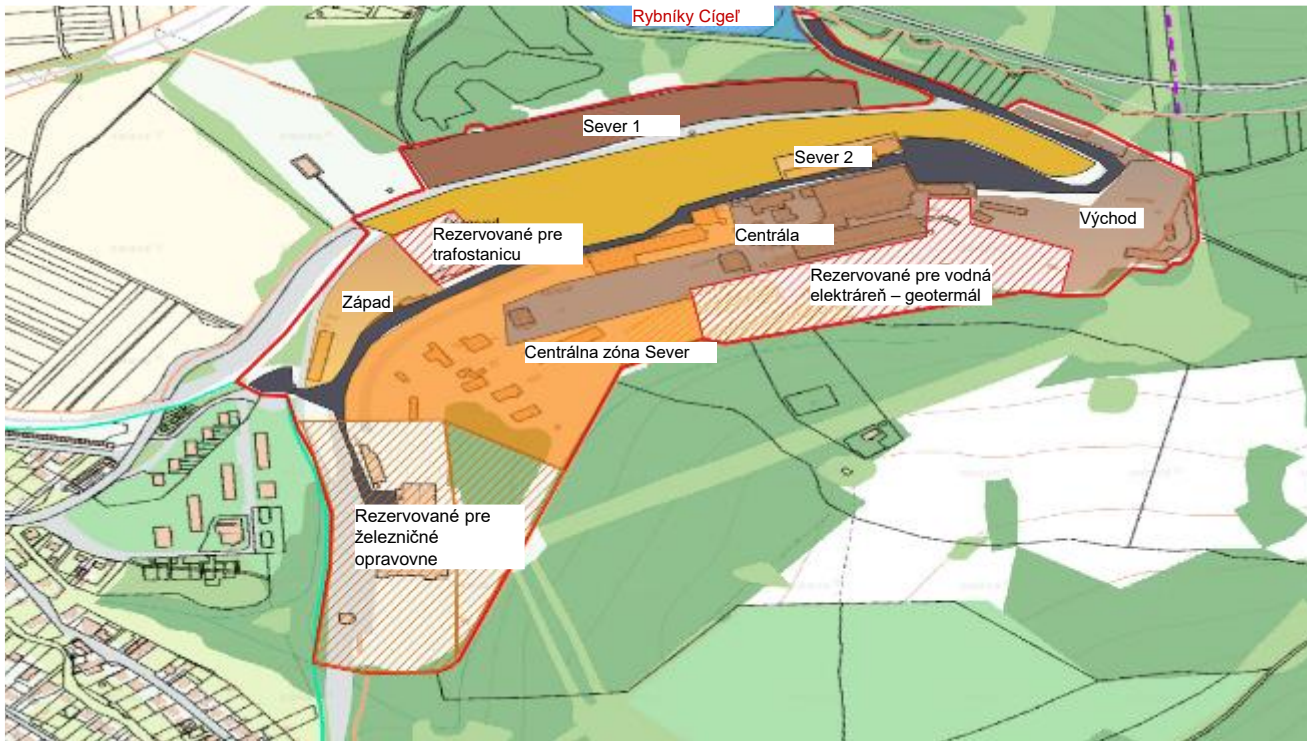 Rybníky Cígeľ
Sever 1
Sever 2
Východ
Rezervované pre
trafostanicu
Centrála
Rezervované pre vodná
elektráreň – geotermál
Západ
Centrálna zóna Sever
Rezervované pre
železničné
opravovne